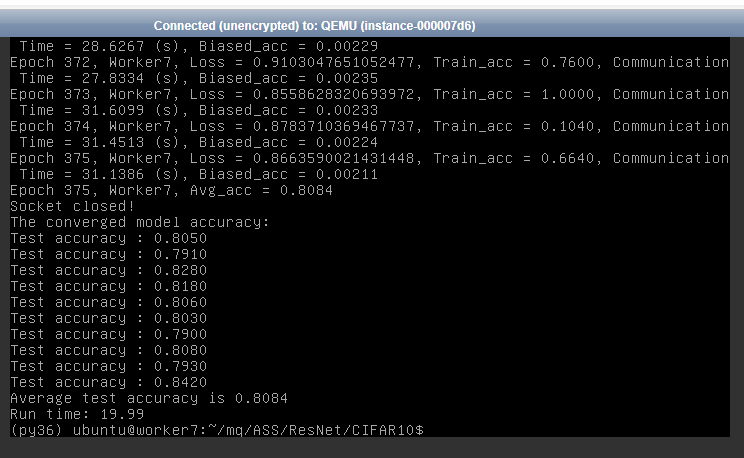 Connected (unencrypted) to: QEMU (instance-000007d6)
Time = 28.6267 (s), Biased_acc = 0.00229
Epoch 372, Worker7, Loss = 0.9103047651052477, Train_acc = 0.7600, Communication
Time = 27.8334 (s), Biased_acc = 0.00235
Epoch 373, Worker7, Loss = 0.8558628320693972, Train_acc = 1.0000, Communication
Time = 31.6099 (s), Biased_acc = 0.00233
Epoch 374, Worker7, Loss = 0.8783710369467737, Train_acc = 0.1040, Communication
Time = 31.4513 (s), Biased_acc = 0.00224
Epoch 375, Worker7, Loss = 0.8663590021431448, Train_acc = 0.6640, Communication
Time = 31.1386 (s), Biased_acc = 0.00211
Epoch 375, Worker7, Avg_acc = 0.8084
Socket closed!
The converged model accuracy:
Test accuracy : 0.8050
Test accuracy : 0.7910
Test accuracy : 0.8280
Test accuracy : 0.8180
Test accuracy : 0.8060
Test accuracy : 0.8030
Test accuracy : 0.7900
Test accuracy : 0.8080
Test accuracy : 0.7930
Test accuracy : 0.8420
Average test accuracy is 0.8084
Run time: 19.99
(py36) ubuntu@worker7:~/mq/ASS/ResNet/CIFAR10$